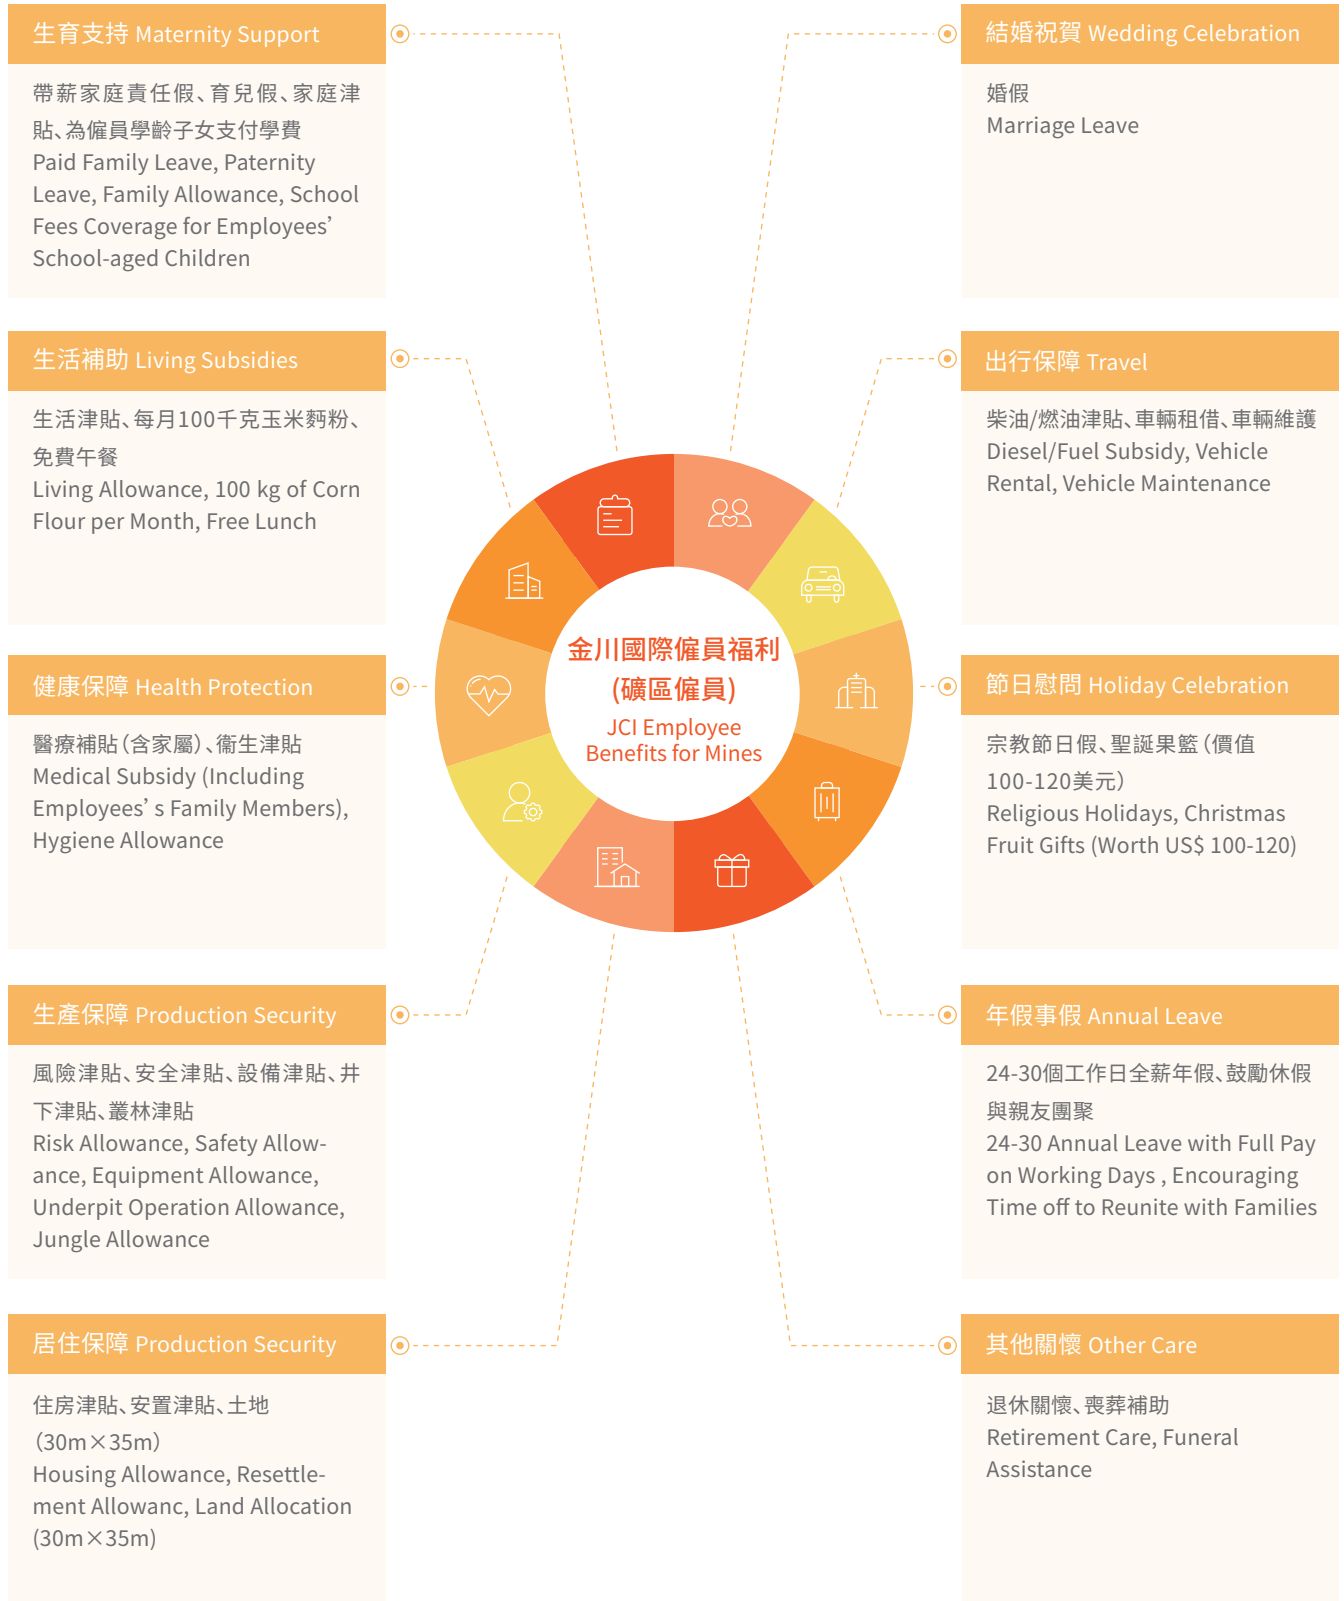 生育支持 Maternity Support
帶薪家庭責任假、育兒假、家庭津
貼、為僱員學齡子女支付學費
Paid Family Leave, Paternity
Leave, Family Allowance, School
Fees Coverage for Employees’
School-aged Children
生活補助 Living Subsidies
生活津貼、每月100千克玉米麪粉、
免費午餐
Living Allowance, 100 kg of Corn
Flour per Month, Free Lunch
健康保障 Health Protection
醫療補貼（含家屬）、衞生津貼
Medical Subsidy (Including
Employees’ s Family Members),
Hygiene Allowance
生產保障 Production Security
風險津貼、安全津貼、設備津貼、井
下津貼、叢林津貼
Risk Allowance, Safety Allow-
ance, Equipment Allowance,
Underpit Operation Allowance,
Jungle Allowance
居住保障 Production Security
住房津貼、安置津貼、土地
（30m×35m）
Housing Allowance, Resettle-
ment Allowanc, Land Allocation
(30m×35m)
金川國際僱員福利
(礦區僱員)
JCI Employee
Benefits for Mines
結婚祝賀 Wedding Celebration
婚假
Marriage Leave
出行保障 Travel
柴油/燃油津貼、車輛租借、車輛維護
Diesel/Fuel Subsidy, Vehicle
Rental, Vehicle Maintenance
節日慰問 Holiday Celebration
宗教節日假、聖誕果籃（價值
100-120美元）
Religious Holidays, Christmas
Fruit Gifts (Worth US$ 100-120)
年假事假 Annual Leave
24-30個工作日全薪年假、鼓勵休假
與親友團聚
24-30 Annual Leave with Full Pay
on Working Days , Encouraging
Time off to Reunite with Families
其他關懷 Other Care
退休關懷、喪葬補助
Retirement Care, Funeral
Assistance